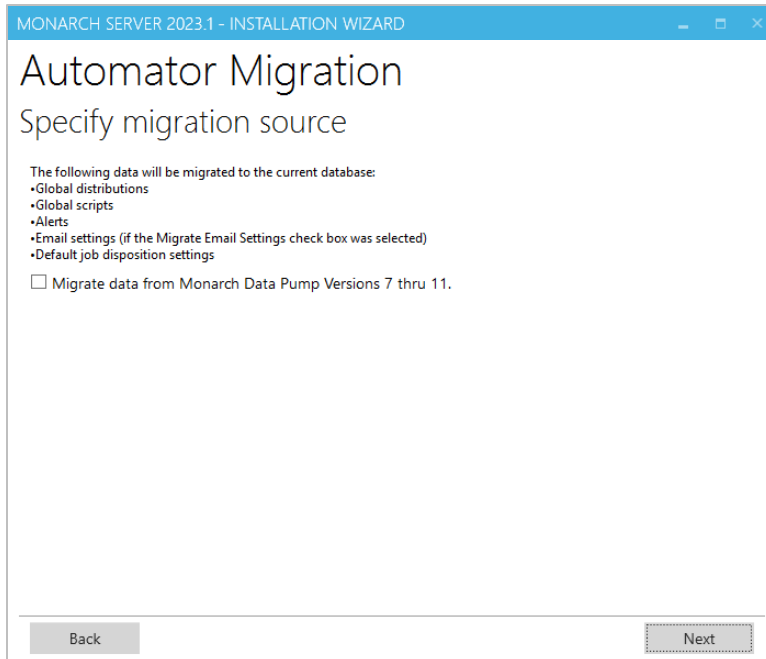 MONARCH SERVER 2023.1 - INSTALLATION WIZARD
Automator Migration
Specify migration source
The following data will be migrated to the current database:
•Global distributions
•Global scripts
•Alerts
•Email settings (if the Migrate Email Settings check box was selected)
•Default job disposition settings
Migrate data from Monarch Data Pump Versions 7 thru 11.
Back
Next